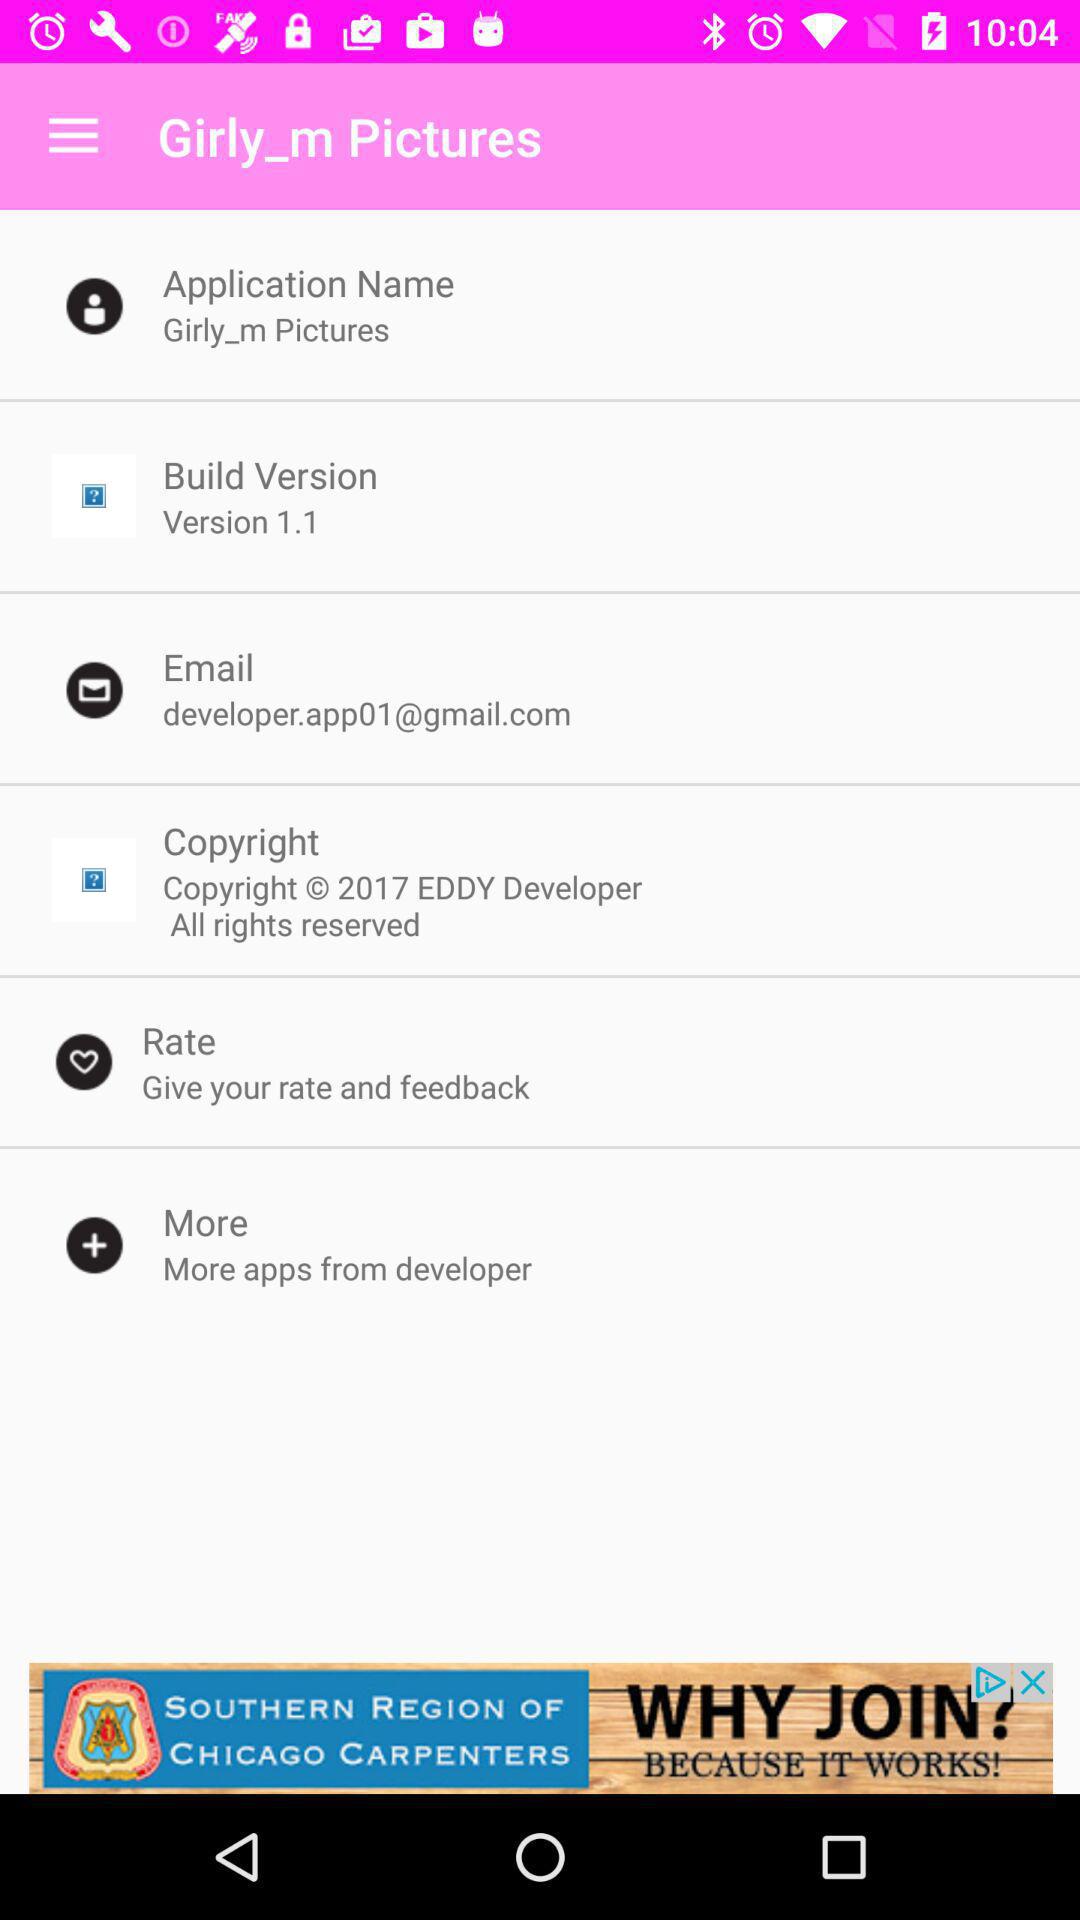 FAKE
10:04
Girly_m Pictures
Application Name
Girly_m Pictures
Build Version
Version 1.1
Email
developer.app01@gmail.com
Copyright
Copyright © 2017 EDDY Developer
All rights reserved
Rate
Give your rate and feedback
More
More apps from developer
SOUTHERN REGION OF
CHICAGO CARPENTERS
WHY JOIN?
BECAUSE IT WORKS!